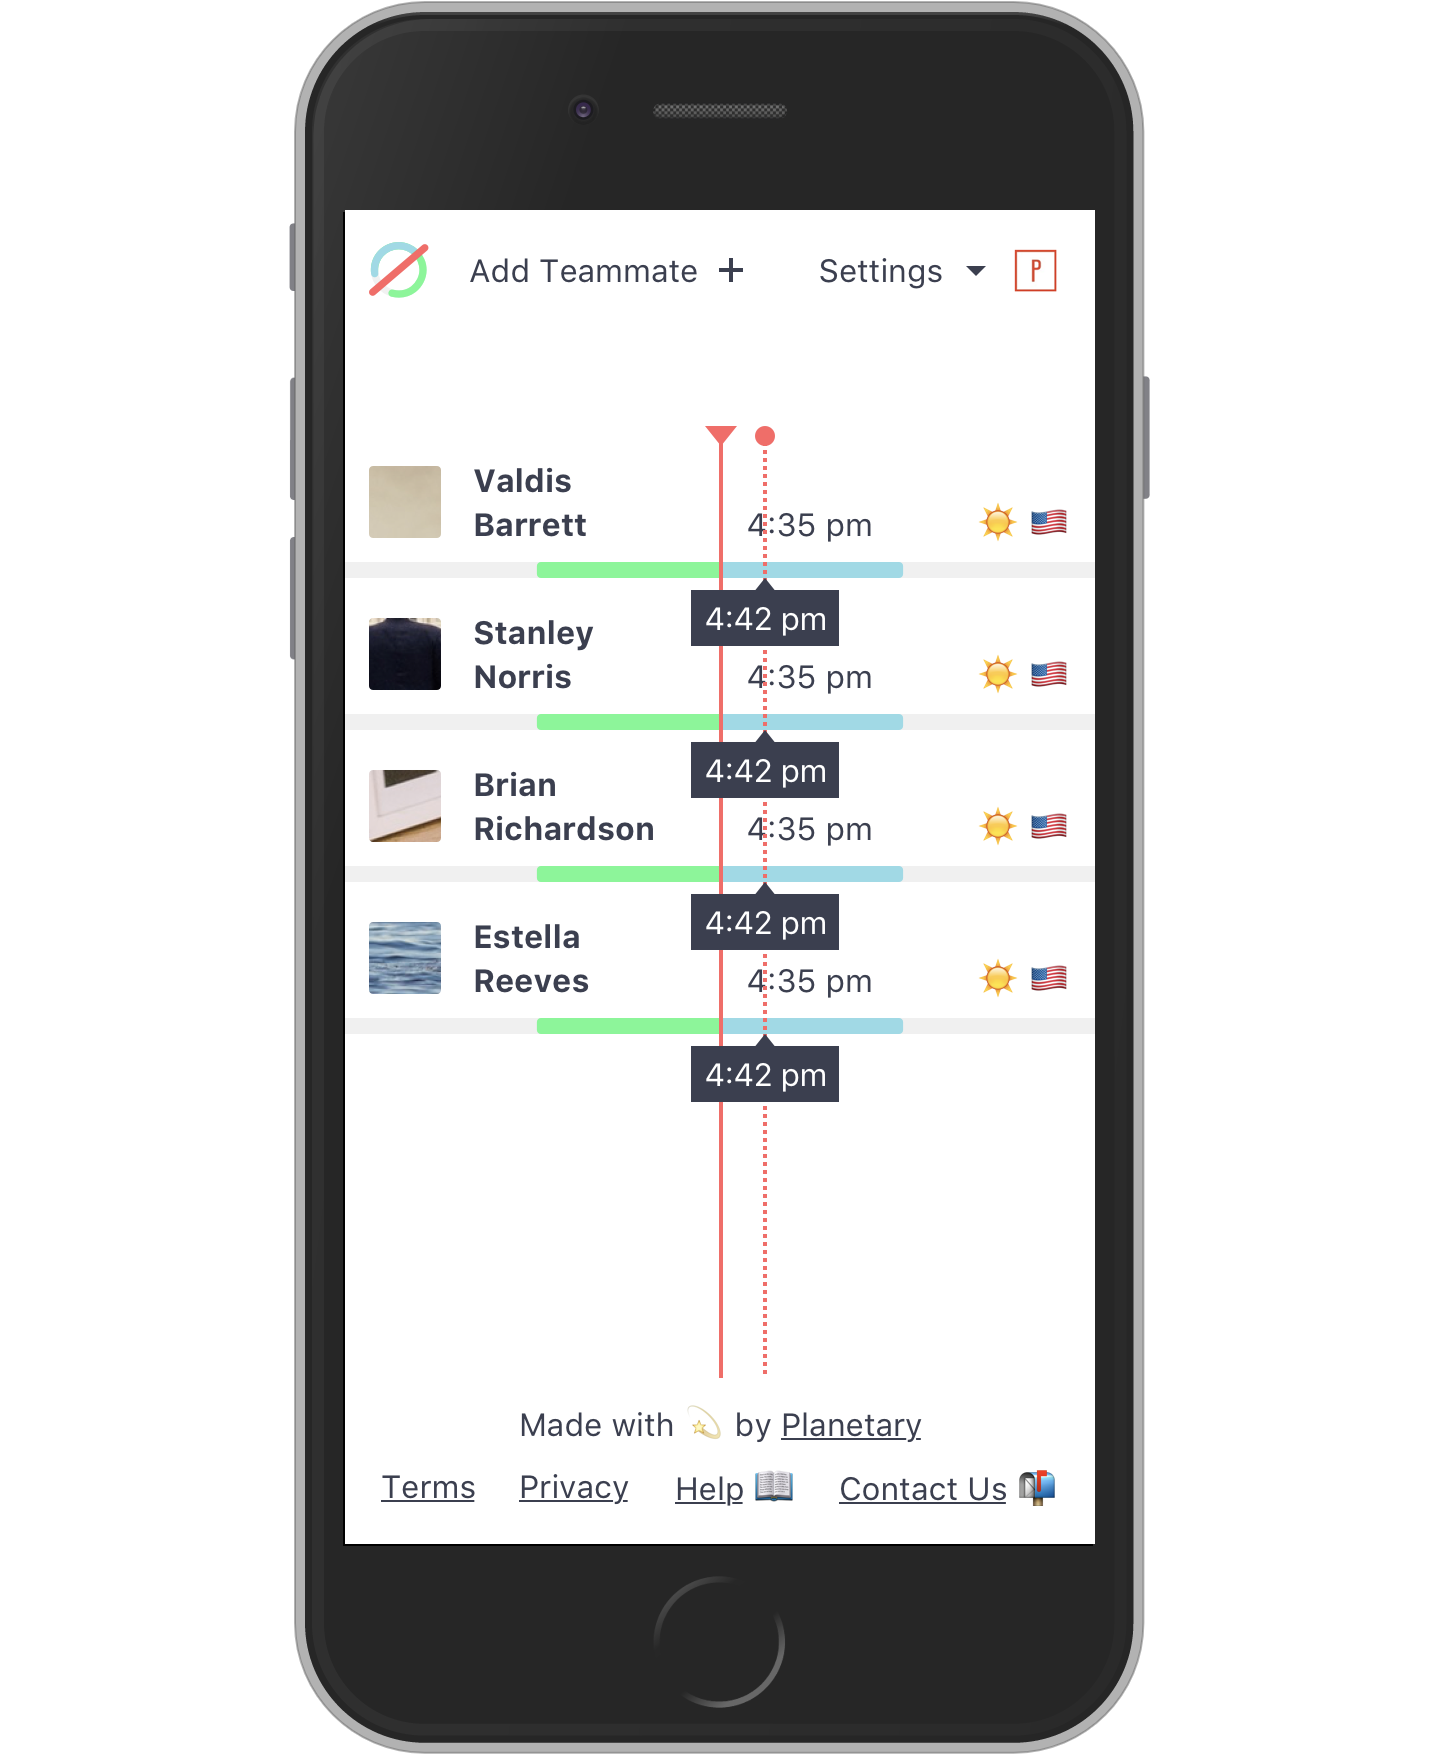 Add Teammate + Settings P
Valdis
Barrett 4:35 pm
4:42 pm
Stanley
Norris 4:35 pm
4:42 pm
Brian
Richardson 4:35 pm
4:42 pm
Estella
Reeves 4:35 pm
4:42 pm
Made with 💫 by Planetary
Terms Privacy Help 📖 Contact Us 📬